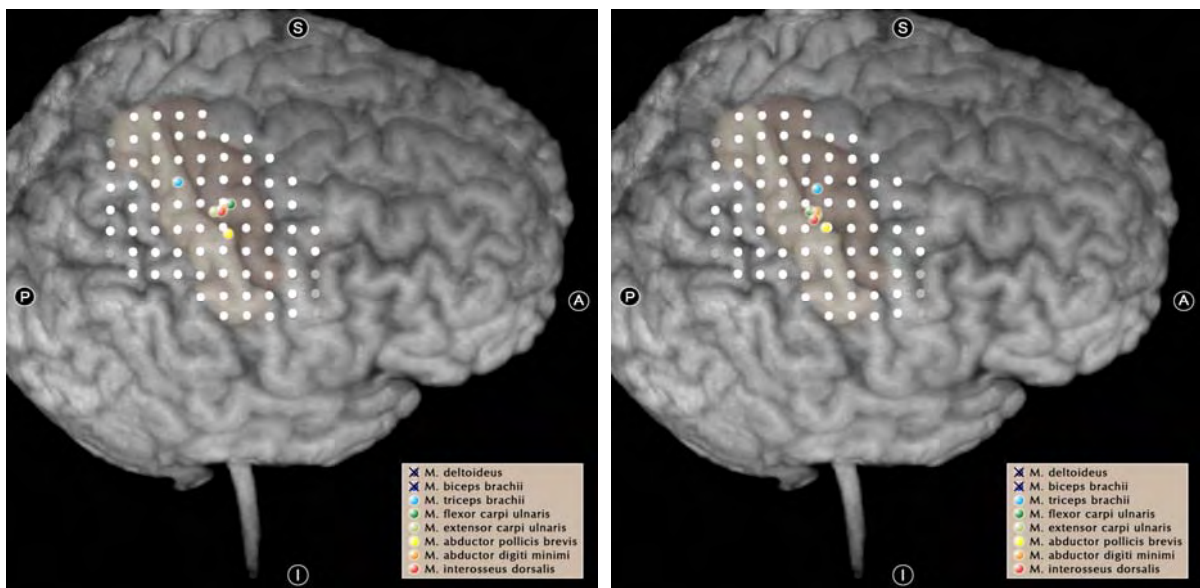 S
P
A
I
M. deltoideus
M. biceps brachii
M. triceps brachii
M. flexor carpi ulnaris
M. extensor carpi ulnaris
M. abductor pollicis brevis
M. abductor digiti minimi
M. interosseus dorsalis
S
P
A
I
M. deltoideus
M. biceps brachii
M. triceps brachii
M. flexor carpi ulnaris
M. extensor carpi ulnaris
M. abductor pollicis brevis
M. abductor digiti minimi
M. interosseus dorsalis